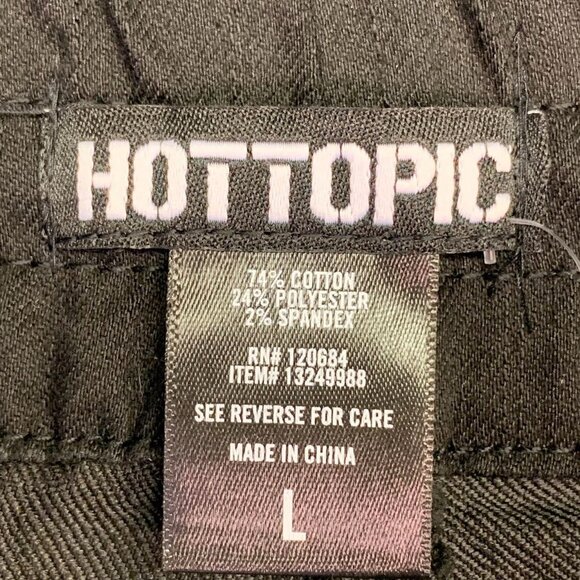 HOTTOPIC
74% COTTON
24% POLYESTER
2% SPANDEX
RN# 120684
ITEM# 13249988
SEE REVERSE FOR CARE
MADE IN CHINA
L